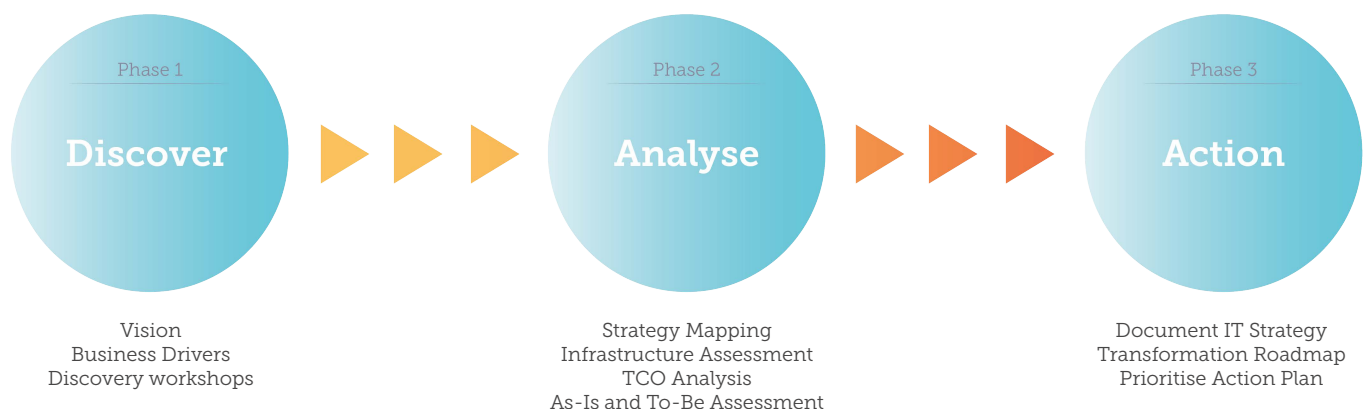 Phase 1
Discover
Vision
Business Drivers
Discovery workshops
Phase 2
Analyse
Strategy Mapping
Infrastructure Assessment
TCO Analysis
As-Is and To-Be Assessment
Phase 3
Action
Document IT Strategy
Transformation Roadmap
Prioritise Action Plan